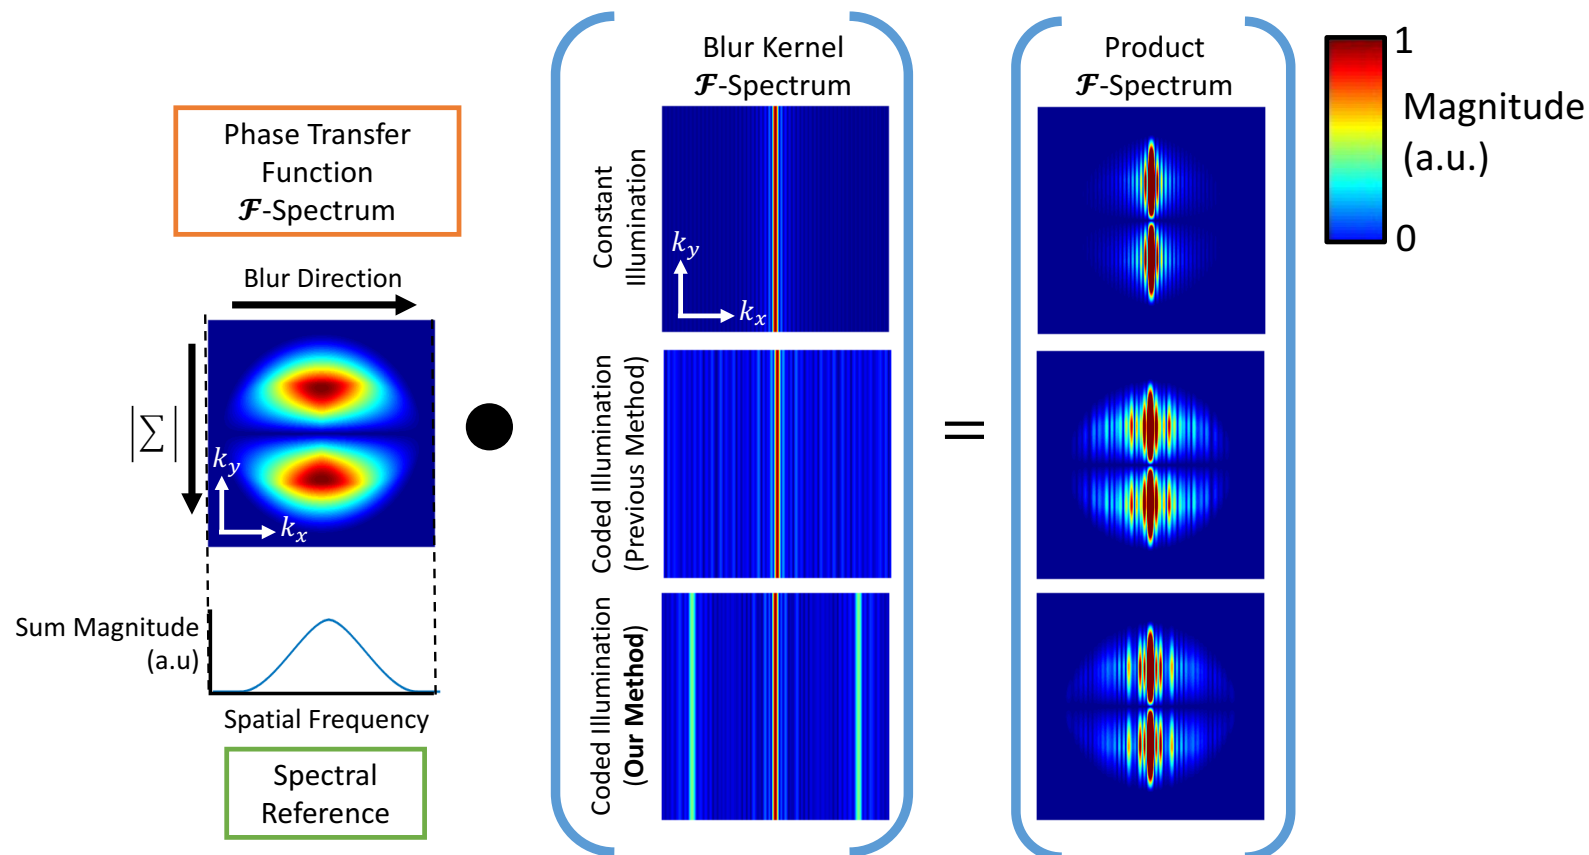 Phase Transfer
Function
𝓕-Spectrum
Blur Direction
|∑|
k_y
k_x
Sum Magnitude
(a.u)
Spatial Frequency
Spectral
Reference
Blur Kernel
𝓕-Spectrum
Constant
Illumination
k_y
k_x
Coded Illumination
(Previous Method)
Coded Illumination
(Our Method)
=
Product
𝓕-Spectrum
1
Magnitude
(a.u.)
0